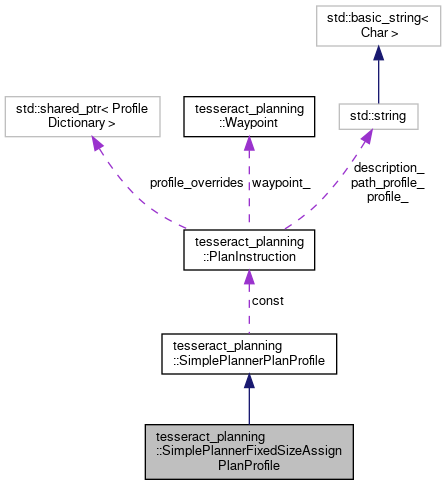 std::basic_string<
Char >
std::shared_ptr< Profile
Dictionary >
tesseract_planning
::Waypoint
std::string
profile_overrides
waypoint_
description_
path_profile_
profile_
tesseract_planning
::PlanInstruction
const
tesseract_planning
::SimplePlannerPlanProfile
tesseract_planning
::SimplePlannerFixedSizeAssign
PlanProfile